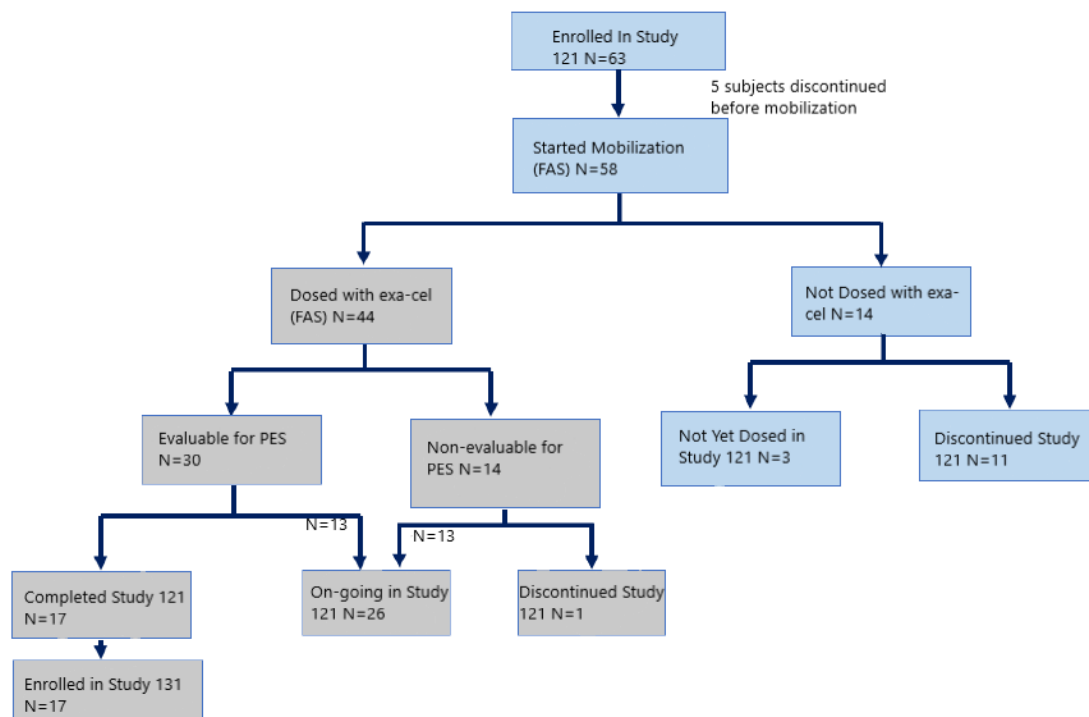 Enrolled In Study
121 N=63
5 subjects discontinued
before mobilization
Started Mobilization
(FAS) N=58
Dosed with exa-cel
(FAS) N=44
Not Dosed with exa-
cel N=14
Evaluable for PES
N=30
Non-evaluable for
PES N=14
Not Yet Dosed in
Study 121 N=3
Discontinued Study
121 N=11
N=13
N=13
Completed Study 121
N=17
On-going in Study
121 N=26
Discontinued Study
121 N=1
Enrolled in Study 131
N=17